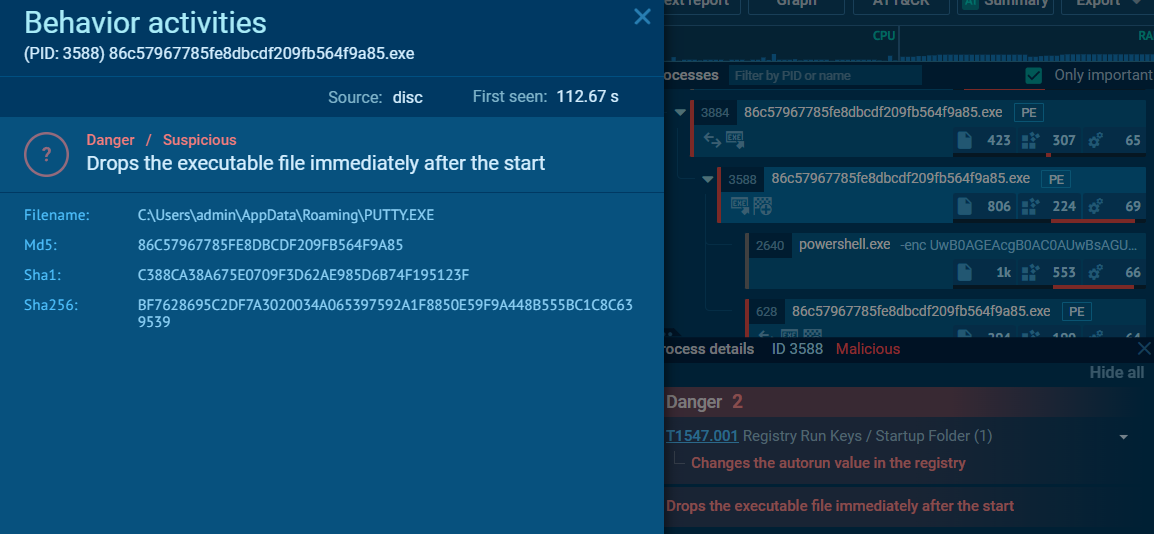 Behavior activities
(PID: 3588) 86c57967785fe8dbcdf209fb564f9a85.exe
Source: disc First seen: 112.67 s
?
Danger / Suspicious
Drops the executable file immediately after the start
Filename: C:\Users\admin\AppData\Roaming\PUTTY.EXE
Md5: 86C57967785FE8DBCDF209FB564F9A85
Sha1: C388CA38A675E0709F3D62AE985D6B74F195123F
Sha256: BF7628695C2DF7A3020034A065397592A1F8850E59F9A448B555BC1C8C63
9539
ext report Graph ATT&CK AI Summary Export
CPU RA
ocesses Filter by PID or name Only important
3884 86c57967785fe8dbcdf209fb564f9a85.exe PE
EXE 423 307 65
3588 86c57967785fe8dbcdf209fb564f9a85.exe PE
EXE 806 224 69
2640 powershell.exe -enc UwB0AGEAcgB0AC0AUwBsAGU...
1k 553 66
628 86c57967785fe8dbcdf209fb564f9a85.exe PE
rocess details ID 3588 Malicious
Hide all
Danger 2
T1547.001 Registry Run Keys / Startup Folder (1)
Changes the autorun value in the registry
Drops the executable file immediately after the start